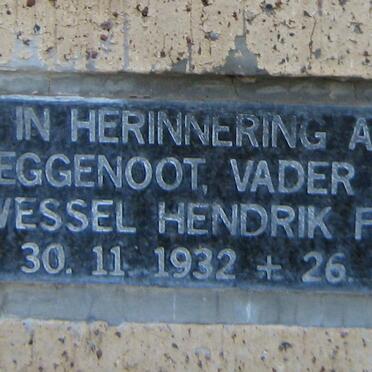 IN HERINNERING A
EGGENOOT, VADER
WESSEL HENDRIK F
30. 11. 1932 + 26.